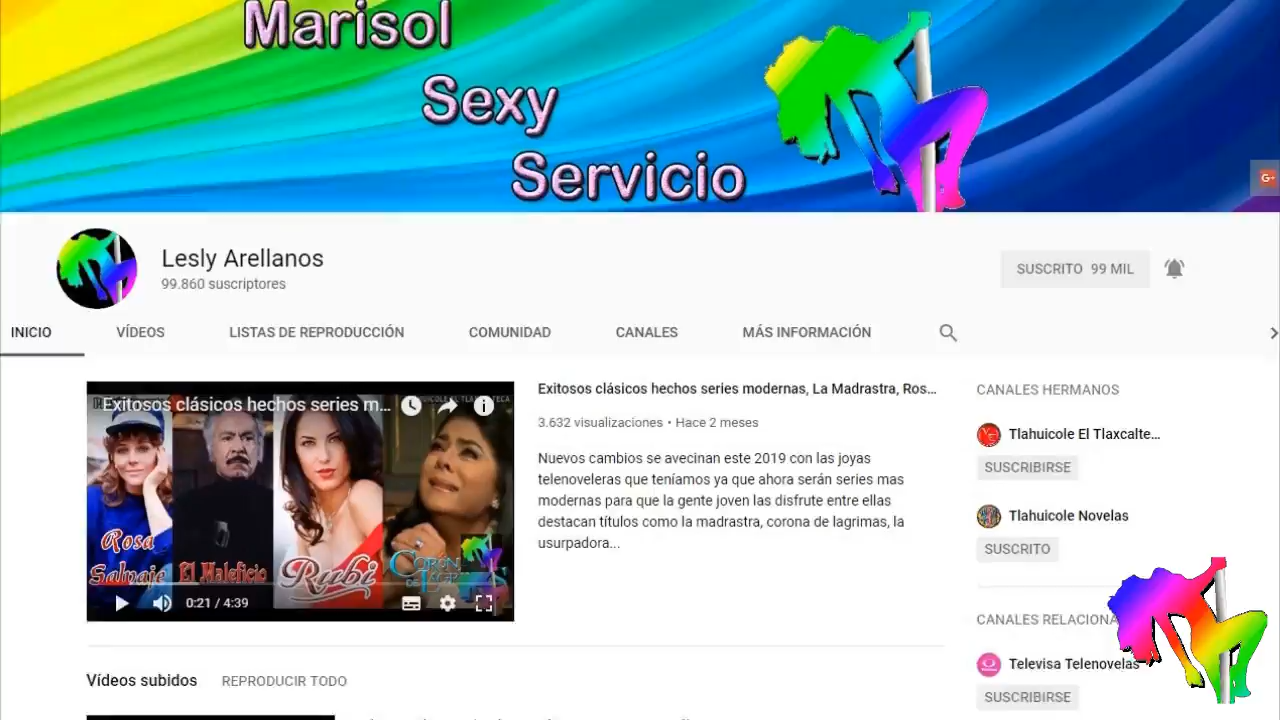 Marisol
Sexy
Servicio
G+
Lesly Arellanos
99.860 suscriptores
SUSCRITO 99 MIL
INICIO
VÍDEOS
LISTAS DE REPRODUCCIÓN
COMUNIDAD
CANALES
MÁS INFORMACIÓN
Exitosos clásicos hechos series m...
Rosa
Salvaje
El Maleficio
Rubi
CORONA
DE
0:21 / 4:39
Exitosos clásicos hechos series modernas, La Madrastra, Ros...
3.632 visualizaciones • Hace 2 meses
Nuevos cambios se avecinan este 2019 con las joyas
telenoveleras que teníamos ya que ahora serán series mas
modernas para que la gente joven las disfrute entre ellas
destacan títulos como la madrastra, corona de lagrimas, la
usurpadora...
CANALES HERMANOS
Tlahuicole El Tlaxcalte...
SUSCRIBIRSE
Tlahuicole Novelas
SUSCRITO
CANALES RELACIONA
Televisa Telenovelas
SUSCRIBIRSE
Vídeos subidos
REPRODUCIR TODO